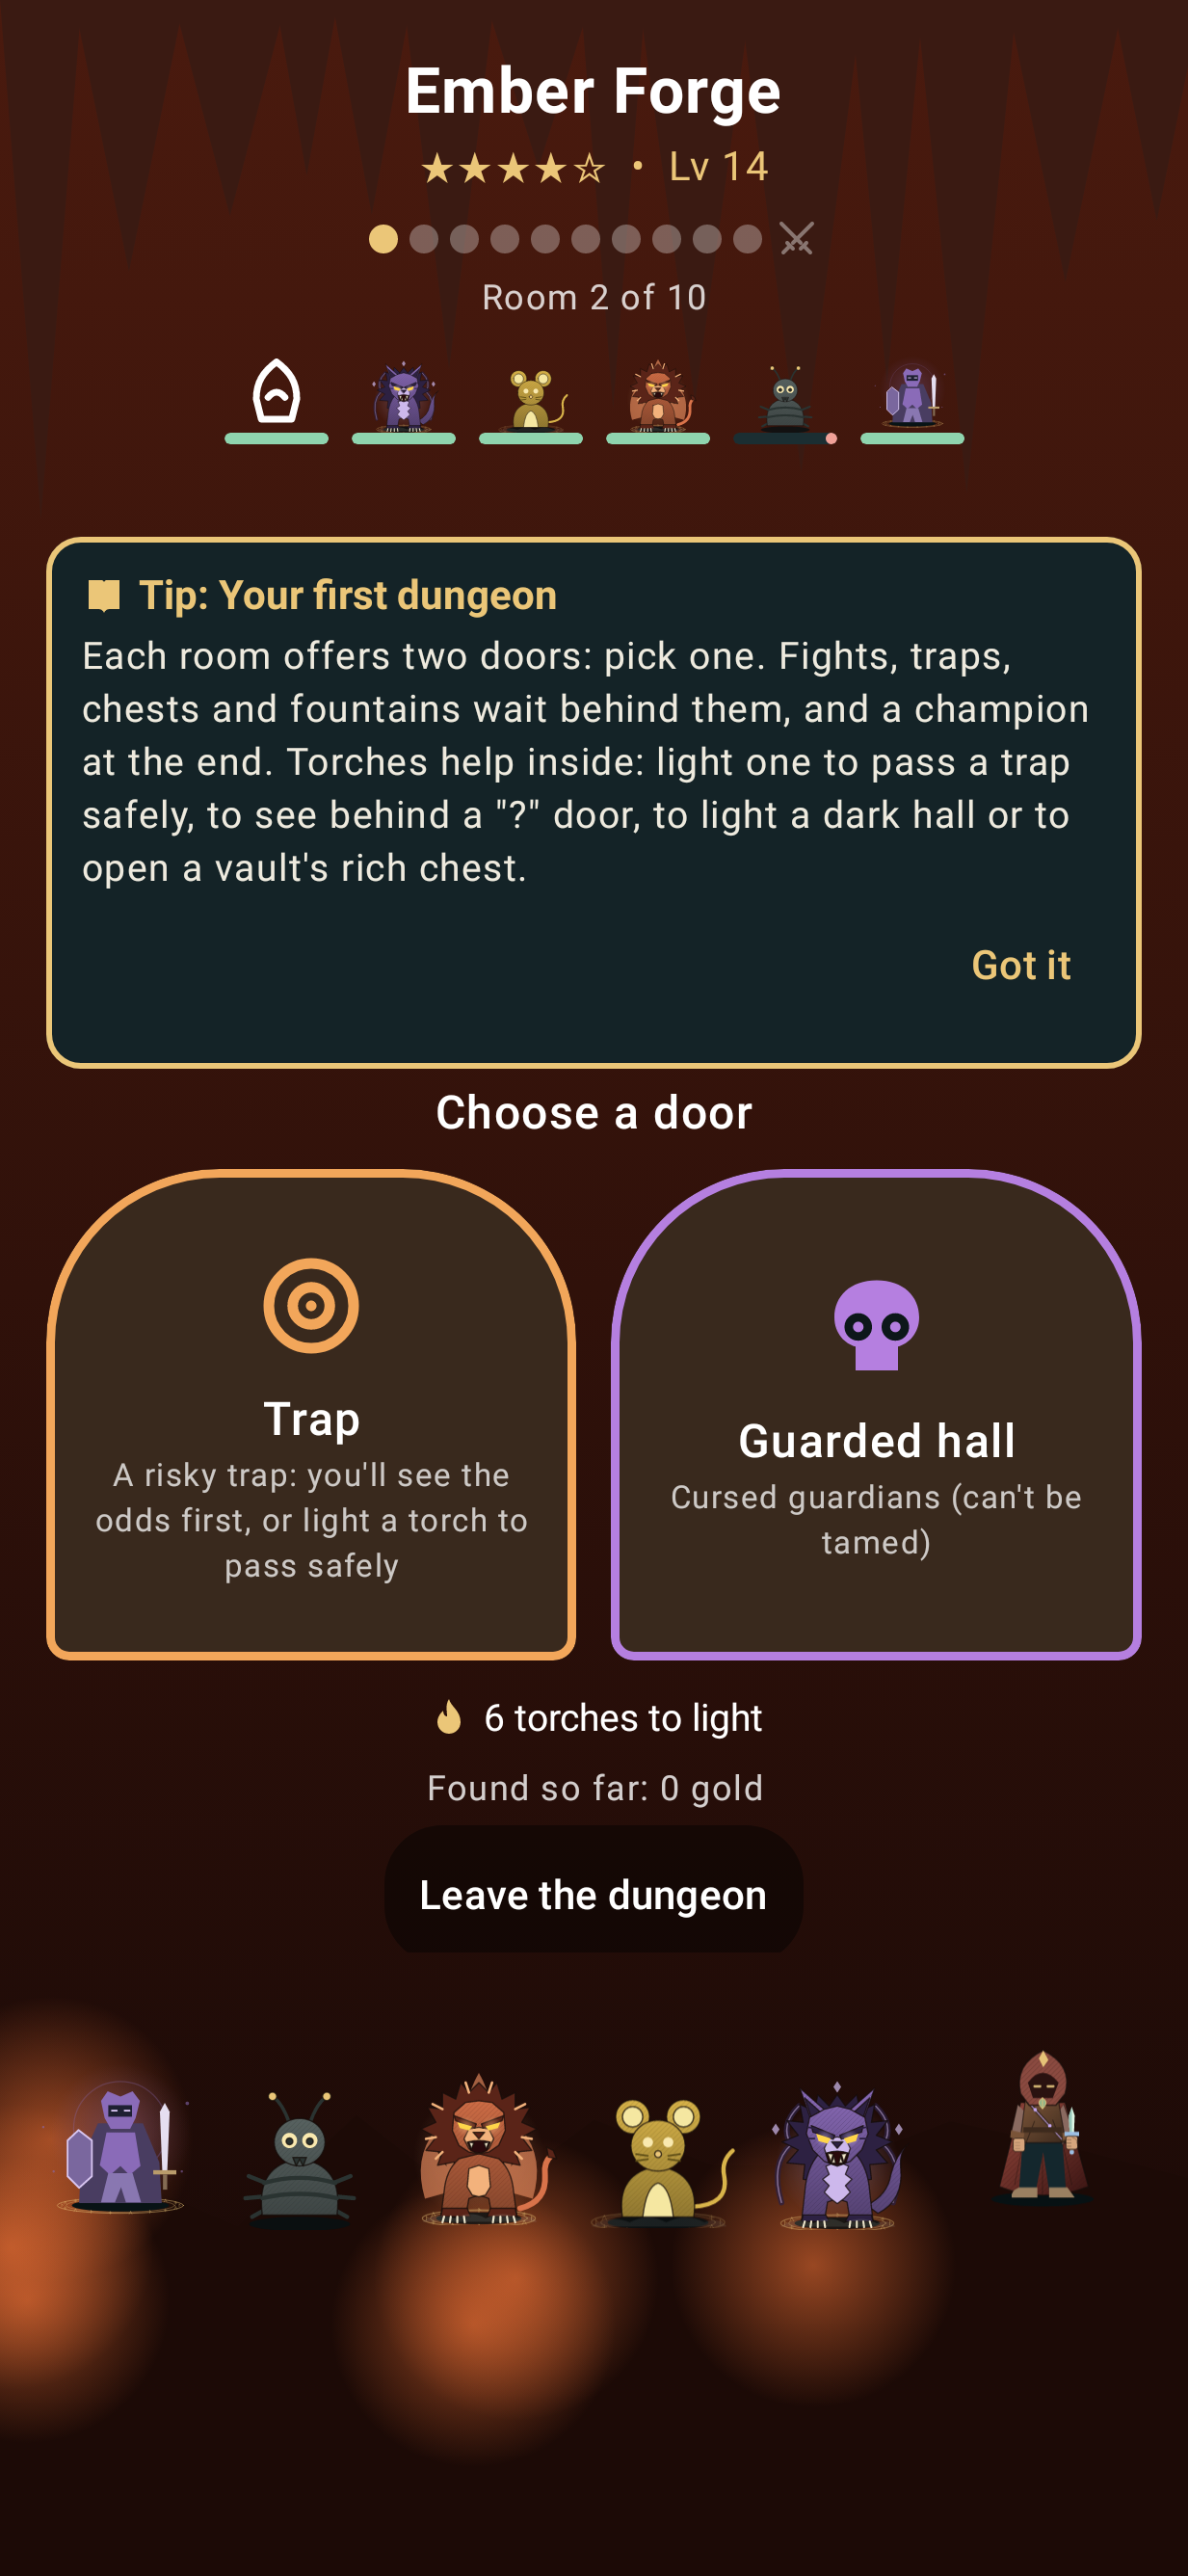 Ember Forge
★★★★☆ • Lv 14
Room 2 of 10
Tip: Your first dungeon
Each room offers two doors: pick one. Fights, traps,
chests and fountains wait behind them, and a champion
at the end. Torches help inside: light one to pass a trap
safely, to see behind a "?" door, to light a dark hall or to
open a vault's rich chest.
Got it
Choose a door
Trap
A risky trap: you'll see the
odds first, or light a torch to
pass safely
Guarded hall
Cursed guardians (can't be
tamed)
6 torches to light
Found so far: 0 gold
Leave the dungeon